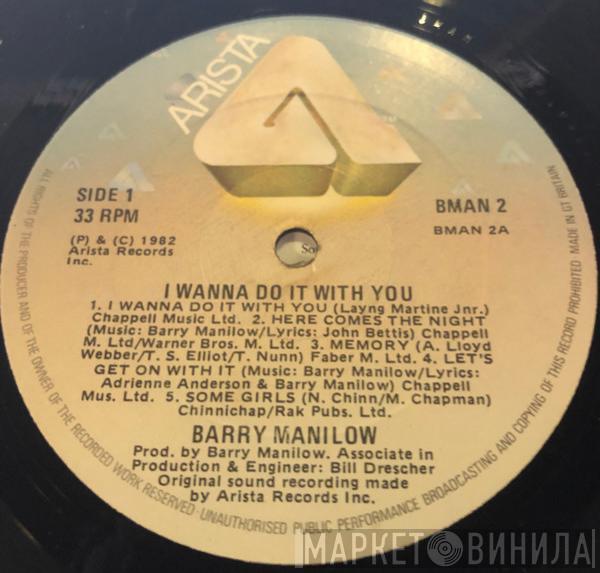 ARISTA
TM
SIDE 1
33 RPM
(P) & (C) 1982
Arista Records
Inc.
BMAN 2
BMAN 2A
So
I WANNA DO IT WITH YOU
1. I WANNA DO IT WITH YOU (Layng Martine Jnr.)
Chappell Music Ltd. 2. HERE COMES THE NIGHT
(Music: Barry Manilow/Lyrics: John Bettis) Chappell
M. Ltd/Warner Bros. M. Ltd. 3. MEMORY (A. Lloyd
Webber/T. S. Elliot/T. Nunn) Faber M. Ltd. 4. LET'S
GET ON WITH IT (Music: Barry Manilow/Lyrics:
Adrienne Anderson & Barry Manilow) Chappell
Mus. Ltd. 5. SOME GIRLS (N. Chinn/M. Chapman)
Chinnichap/Rak Pubs. Ltd.
BARRY MANILOW
Prod. by Barry Manilow. Associate in
Production & Engineer: Bill Drescher
Original sound recording made
by Arista Records Inc.
ALL RIGHTS OF THE PRODUCER AND OF THE OWNER OF THE RECORDED WORK RESERVED · UNAUTHORISED PUBLIC PERFORMANCE BROADCASTING AND COPYING OF THIS RECORD PROHIBITED MADE IN GT BRITAIN
МАРКЕТ ВИНИЛА